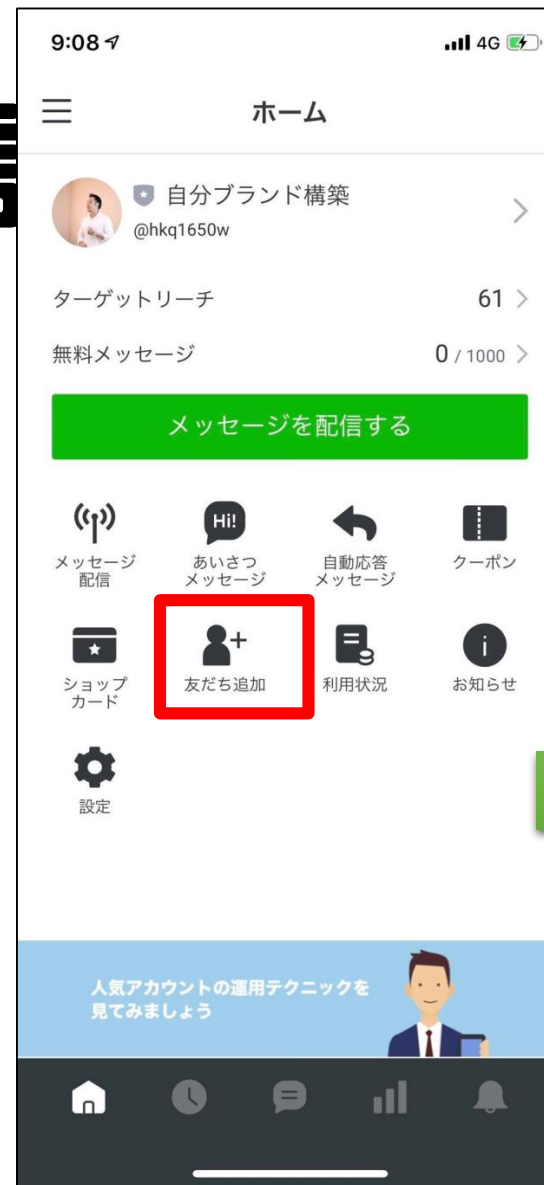 9:08
4G
ホーム
自分ブランド構築
@hkq1650w
ターゲットリーチ 61
無料メッセージ 0 / 1000
メッセージを配信する
Hi!
メッセージ
配信
あいさつ
メッセージ
自動応答
メッセージ
クーポン
ショップ
カード
友だち追加
利用状況
お知らせ
設定
人気アカウントの運用テクニックを
見てみましょう